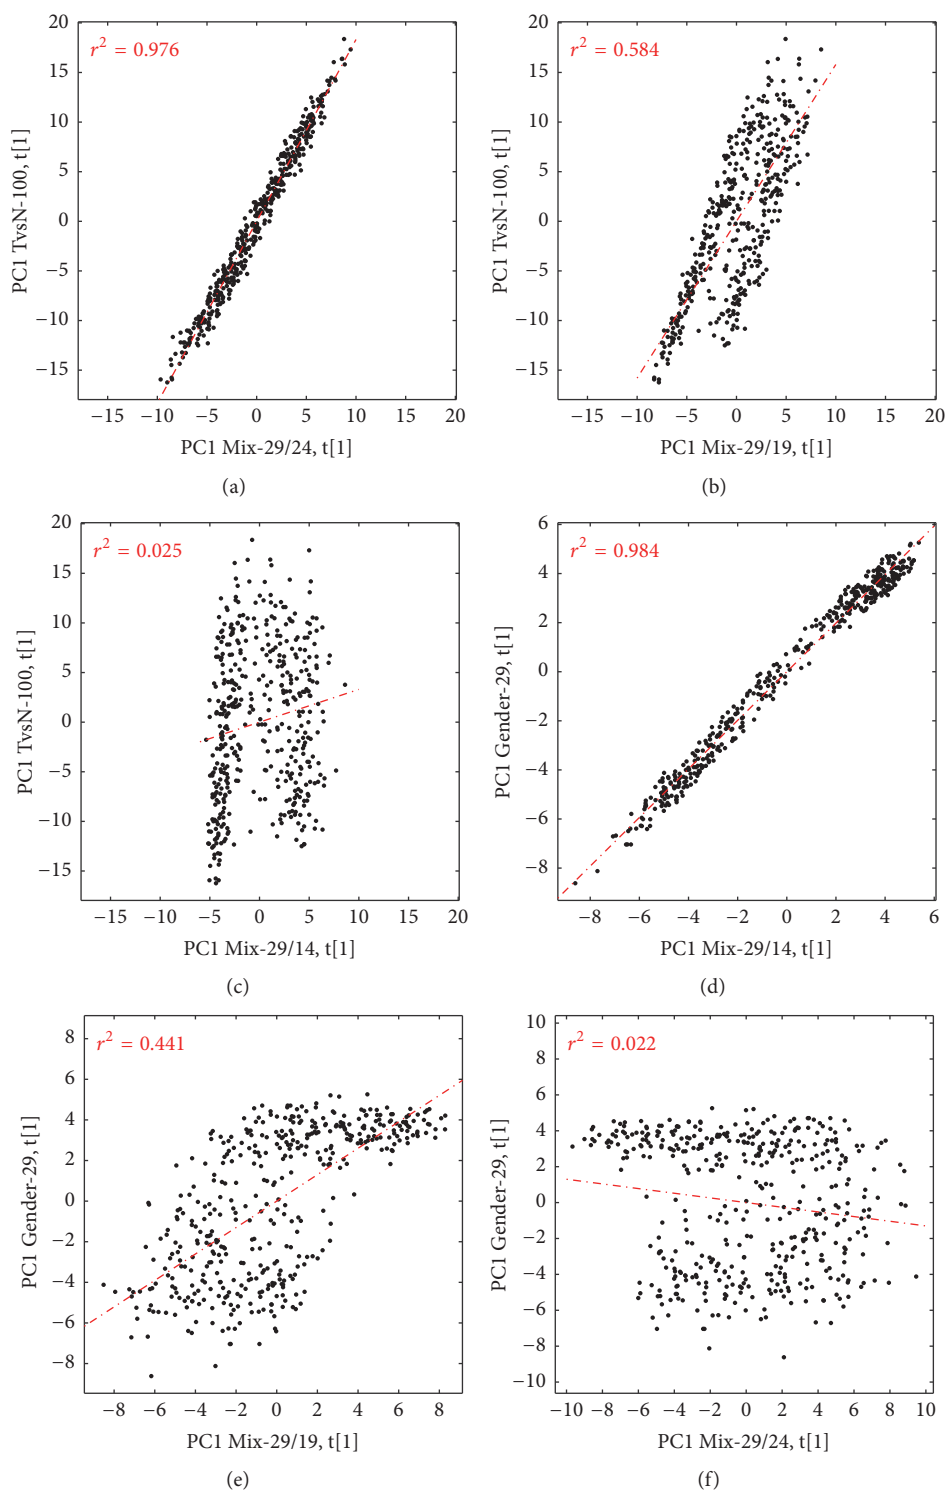 20
15
10
5
0
−5
−10
−15
r² = 0.976
PC1 TvsN-100, t[1]
−15 −10 −5 0 5 10 15 20
PC1 Mix-29/24, t[1]
(a)
20
15
10
5
0
−5
−10
−15
r² = 0.584
PC1 TvsN-100, t[1]
−15 −10 −5 0 5 10 15 20
PC1 Mix-29/19, t[1]
(b)
20
15
10
5
0
−5
−10
−15
r² = 0.025
PC1 TvsN-100, t[1]
−15 −10 −5 0 5 10 15 20
PC1 Mix-29/14, t[1]
(c)
6
4
2
0
−2
−4
−6
−8
r² = 0.984
PC1 Gender-29, t[1]
−8 −6 −4 −2 0 2 4 6
PC1 Mix-29/14, t[1]
(d)
8
6
4
2
0
−2
−4
−6
−8
r² = 0.441
PC1 Gender-29, t[1]
−8 −6 −4 −2 0 2 4 6 8
PC1 Mix-29/19, t[1]
(e)
10
8
6
4
2
0
−2
−4
−6
−8
−10
r² = 0.022
PC1 Gender-29, t[1]
−10 −8 −6 −4 −2 0 2 4 6 8 10
PC1 Mix-29/24, t[1]
(f)